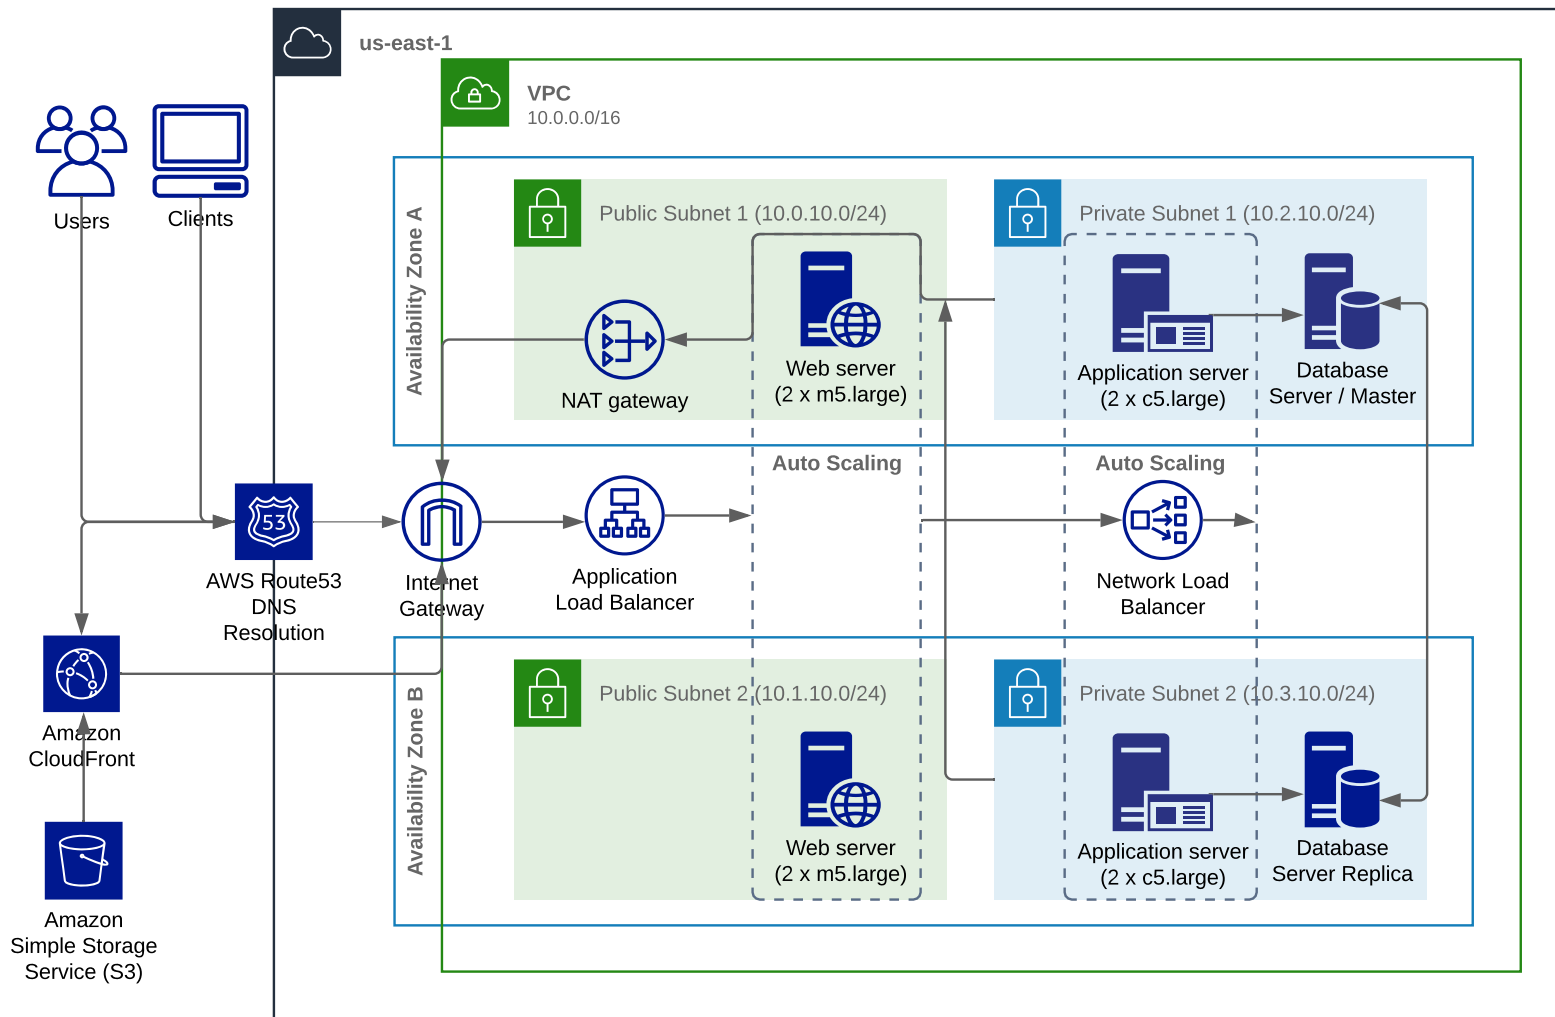 us-east-1
VPC
10.0.0.0/16
Users
Clients
Availability Zone A
Public Subnet 1 (10.0.10.0/24)
Private Subnet 1 (10.2.10.0/24)
NAT gateway
Web server
(2 x m5.large)
Application server
(2 x c5.large)
Database
Server / Master
Auto Scaling
Auto Scaling
53
AWS Route53
DNS
Resolution
Internet
Gateway
Application
Load Balancer
Network Load
Balancer
Amazon
CloudFront
Availability Zone B
Public Subnet 2 (10.1.10.0/24)
Private Subnet 2 (10.3.10.0/24)
Web server
(2 x m5.large)
Application server
(2 x c5.large)
Database
Server Replica
Amazon
Simple Storage
Service (S3)